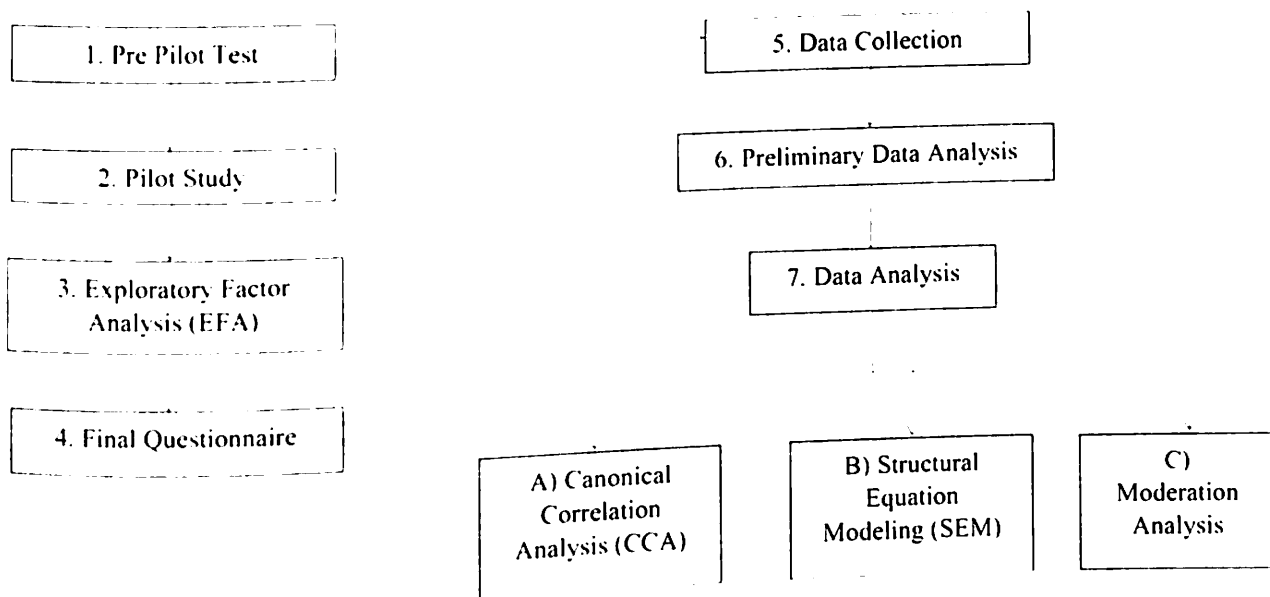 1. Pre Pilot Test
2. Pilot Study
3. Exploratory Factor
Analysis (EFA)
4. Final Questionnaire
5. Data Collection
6. Preliminary Data Analysis
7. Data Analysis
A) Canonical
Correlation
Analysis (CCA)
B) Structural
Equation
Modeling (SEM)
C)
Moderation
Analysis